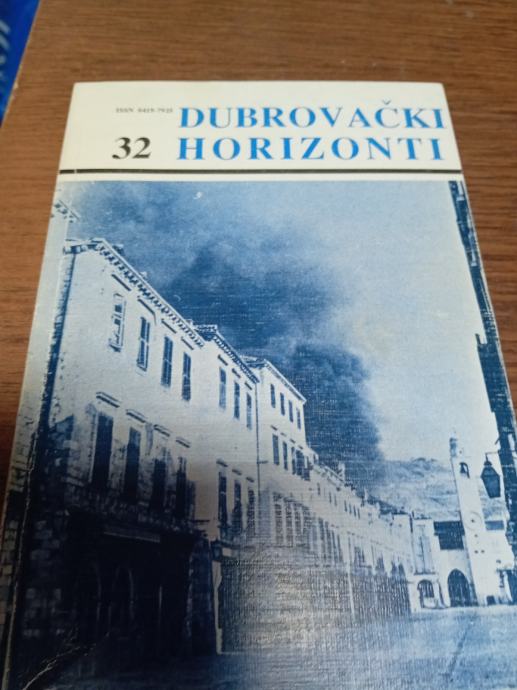 ISSN 0419-7925
DUBROVAČKI
32 HORIZONTI